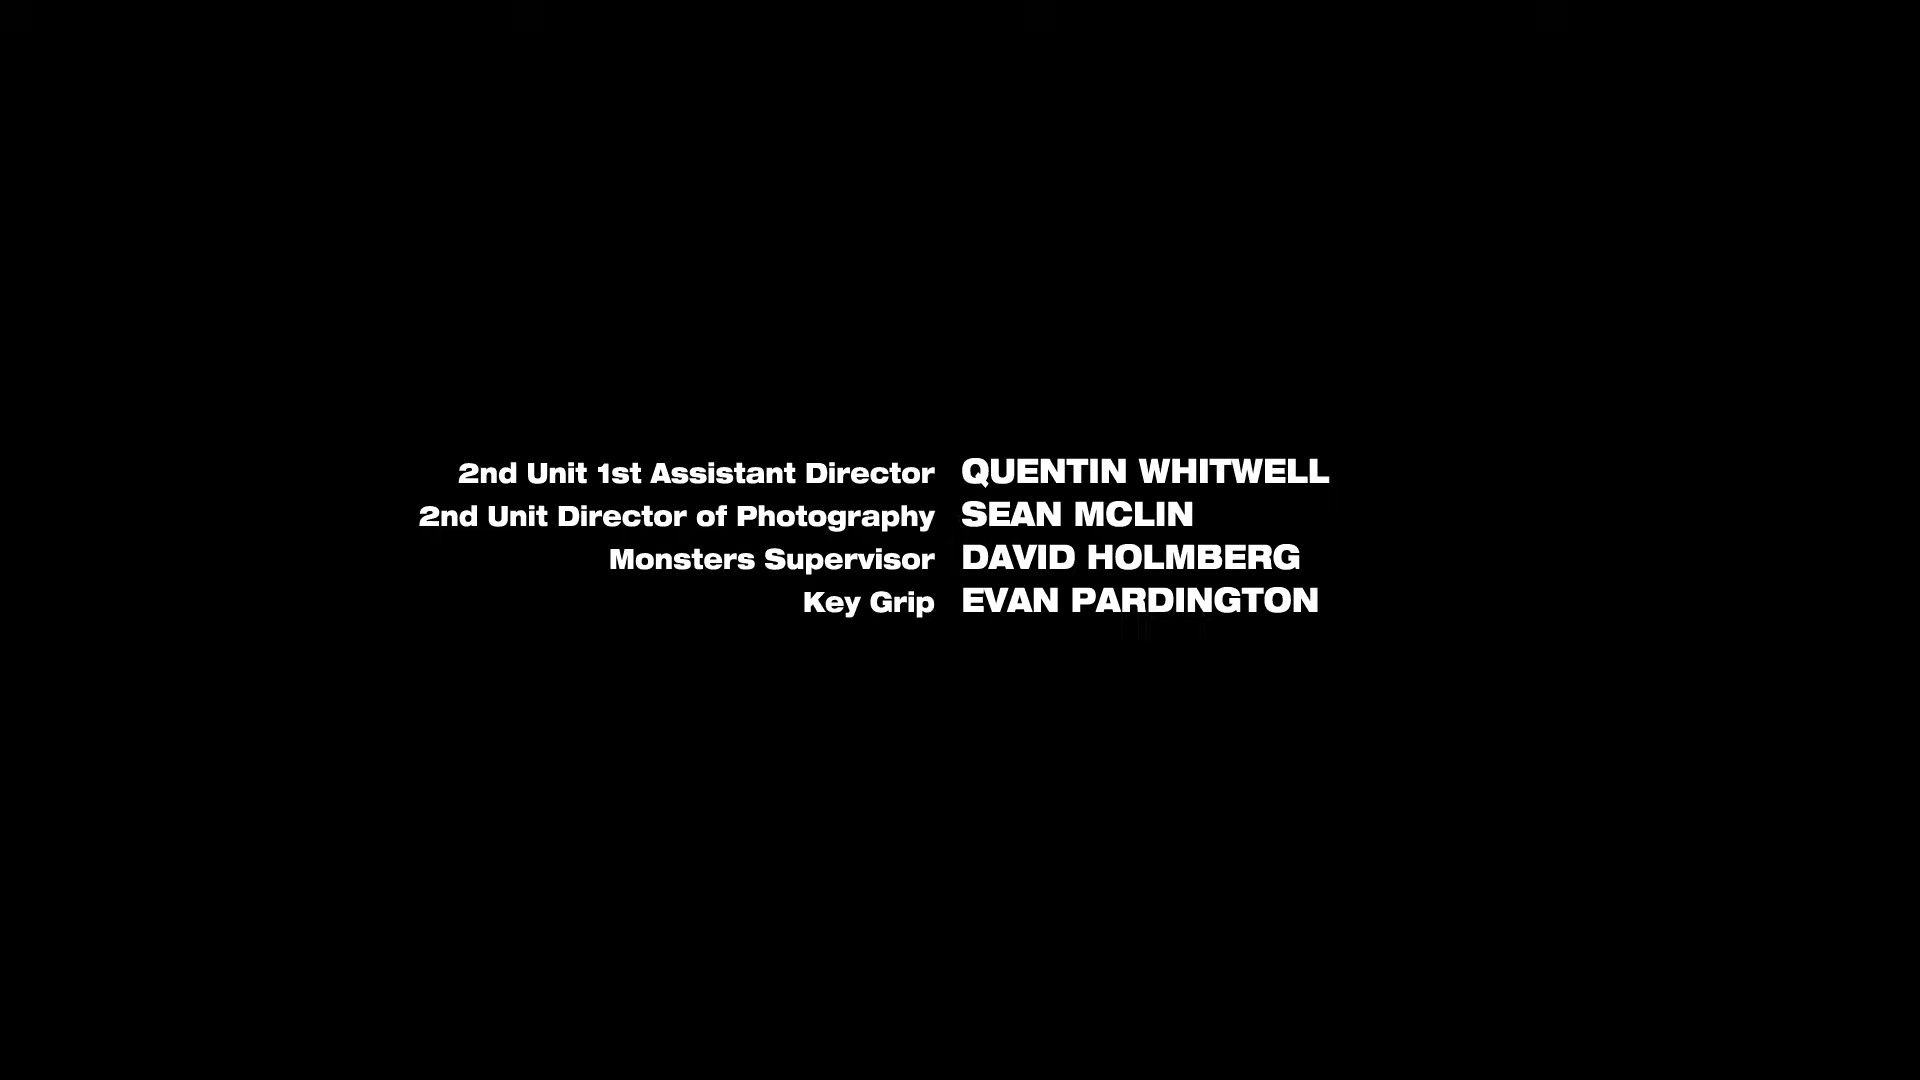 2nd Unit 1st Assistant Director QUENTIN WHITWELL
2nd Unit Director of Photography SEAN MCLIN
Monsters Supervisor DAVID HOLMBERG
Key Grip EVAN PARDINGTON